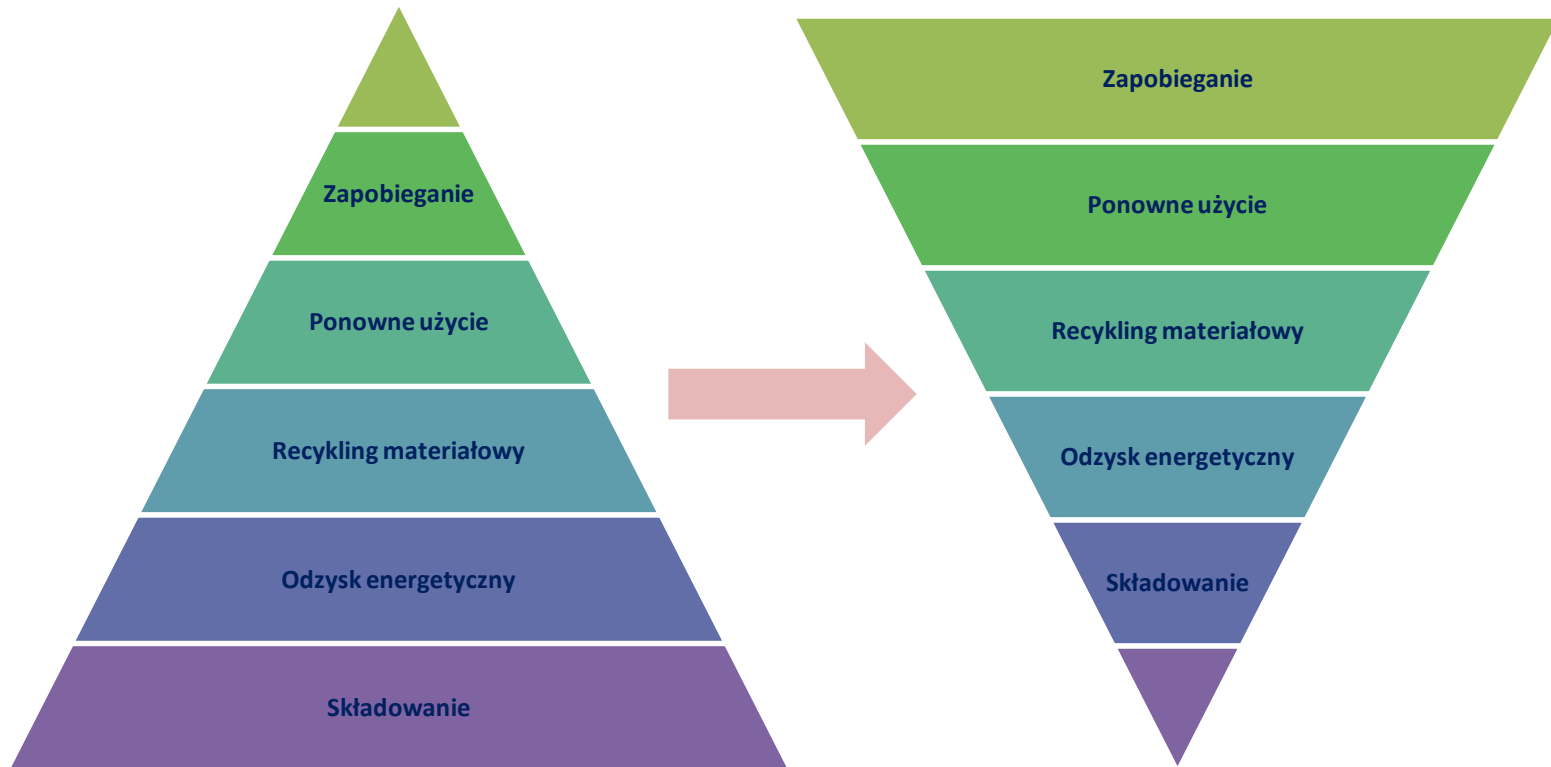 Zapobieganie
Ponowne użycie
Recykling materiałowy
Odzysk energetyczny
Składowanie
Zapobieganie
Ponowne użycie
Recykling materiałowy
Odzysk energetyczny
Składowanie